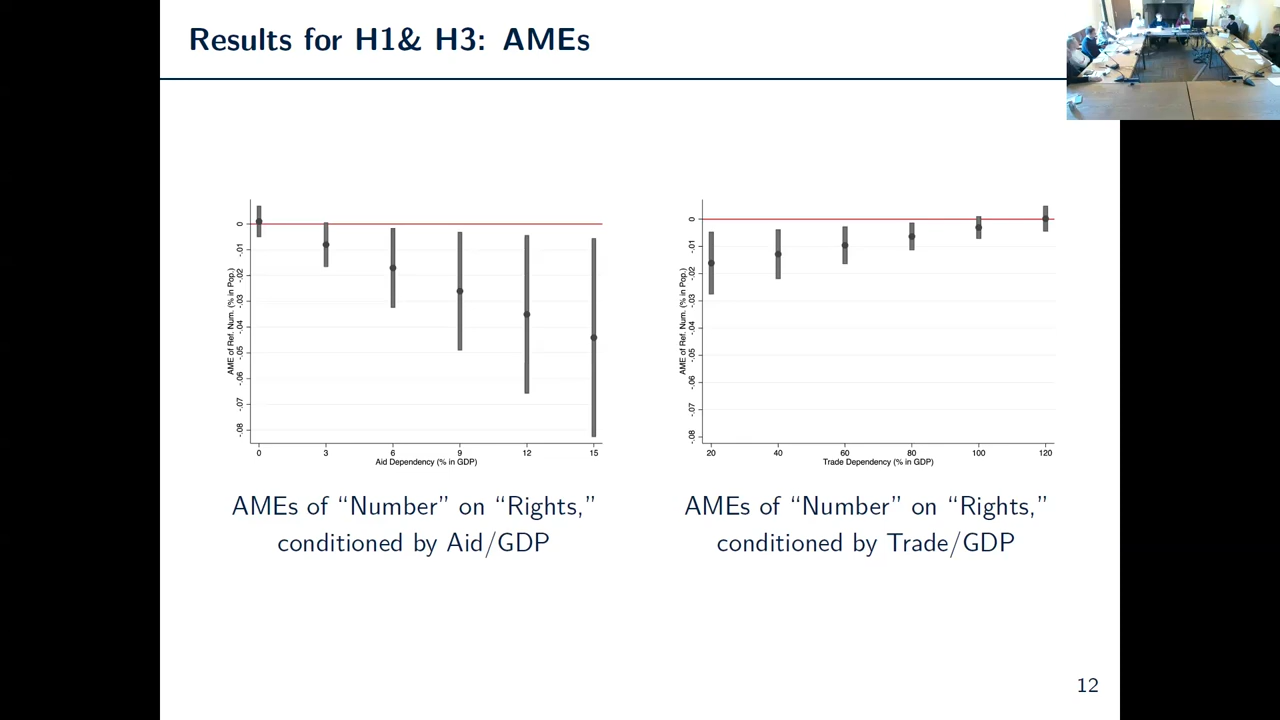 Results for H1& H3: AMEs
AME of Ref. Num. (% in Pop.)
0
-.01
-.02
-.03
-.04
-.05
-.06
-.07
-.08
0 3 6 9 12 15
Aid Dependency (% in GDP)
AMEs of “Number” on “Rights,”
conditioned by Aid/GDP
AME of Ref. Num. (% in Pop.)
0
-.01
-.02
-.03
-.04
-.05
-.06
-.07
-.08
20 40 60 80 100 120
Trade Dependency (% in GDP)
AMEs of “Number” on “Rights,”
conditioned by Trade/GDP
12